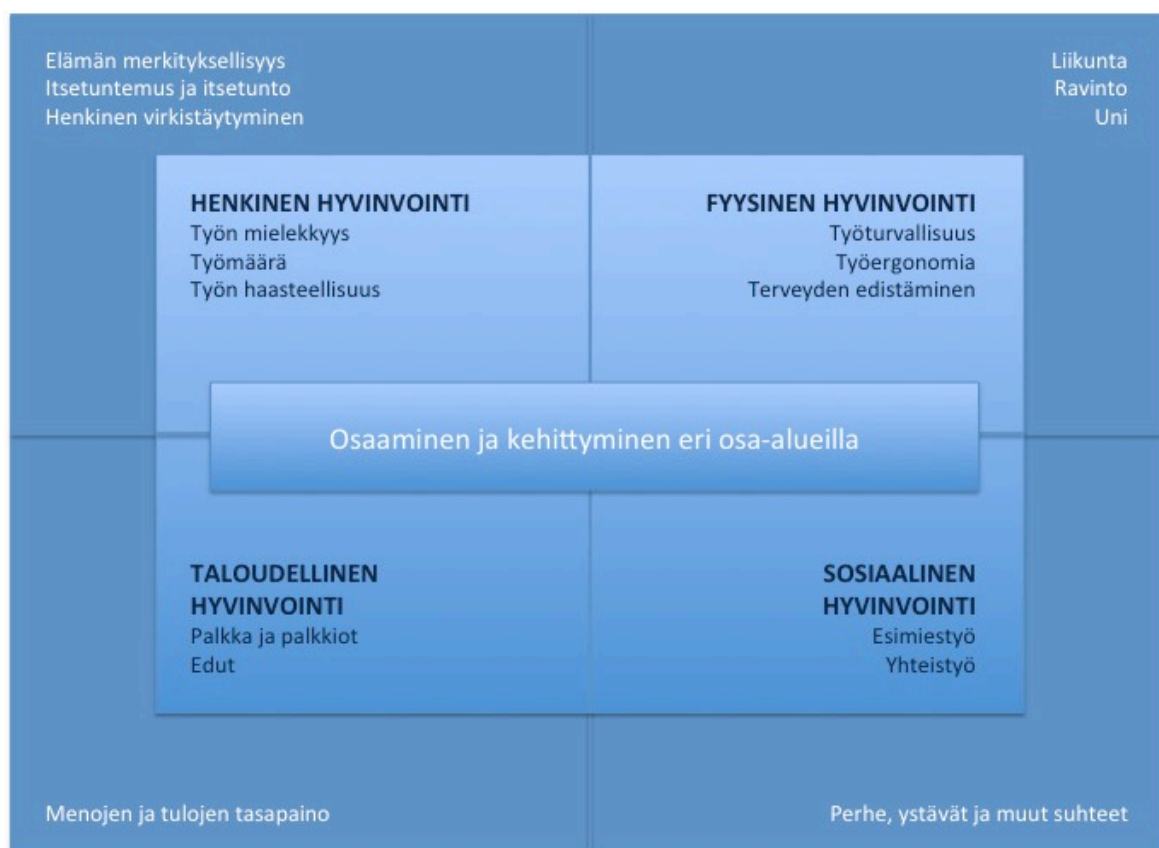 Elämän merkityksellisyys
Itsetuntemus ja itsetunto
Henkinen virkistäytyminen
Liikunta
Ravinto
Uni
HENKINEN HYVINVOINTI
Työn mielekkyys
Työmäärä
Työn haasteellisuus
FYYSINEN HYVINVOINTI
Työturvallisuus
Työergonomia
Terveyden edistäminen
Osaaminen ja kehittyminen eri osa-alueilla
TALOUDELLINEN
HYVINVOINTI
Palkka ja palkkiot
Edut
SOSIAALINEN
HYVINVOINTI
Esimiestyö
Yhteistyö
Menojen ja tulojen tasapaino
Perhe, ystävät ja muut suhteet